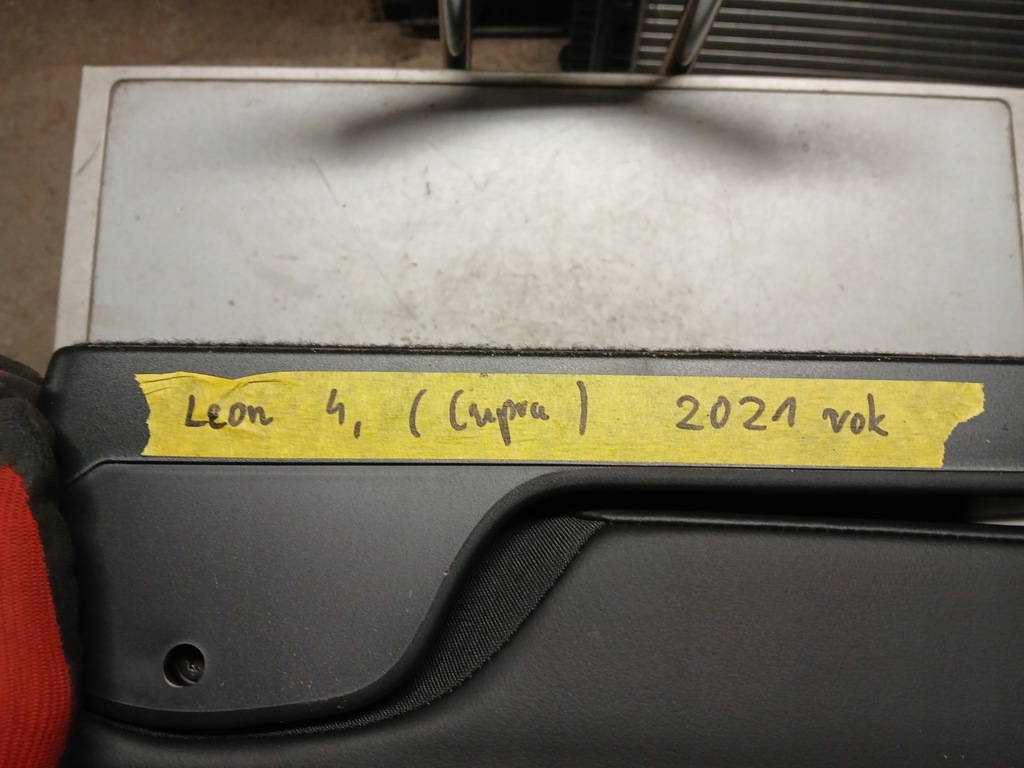 Leon 4, (Cupra) 2021 rok